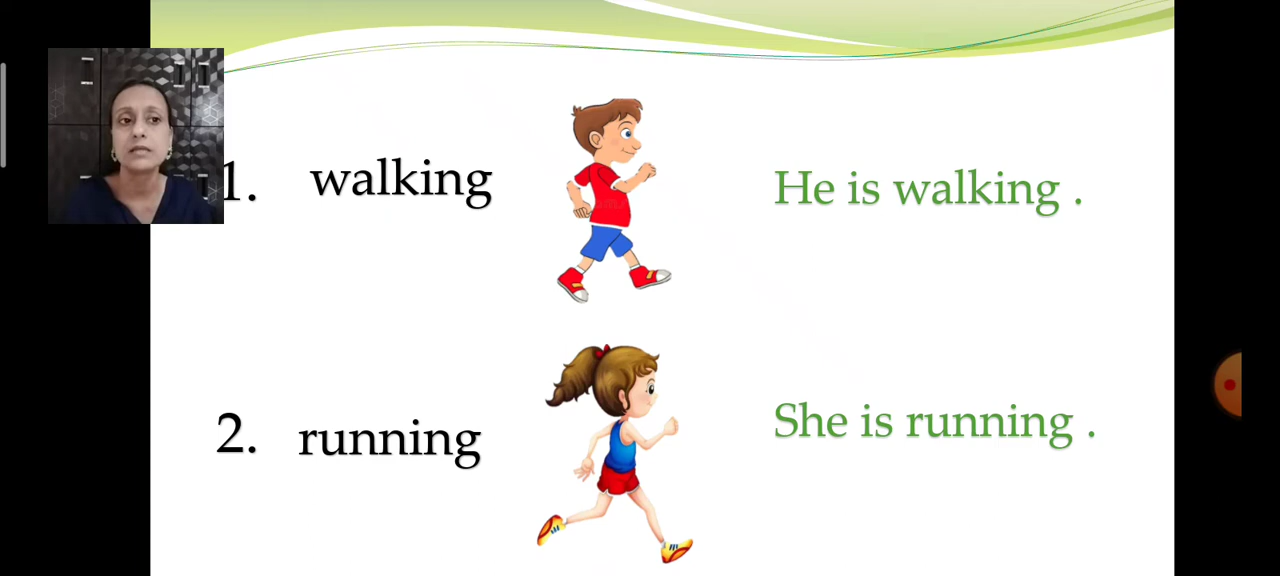 1. walking
He is walking .
2. running
She is running .